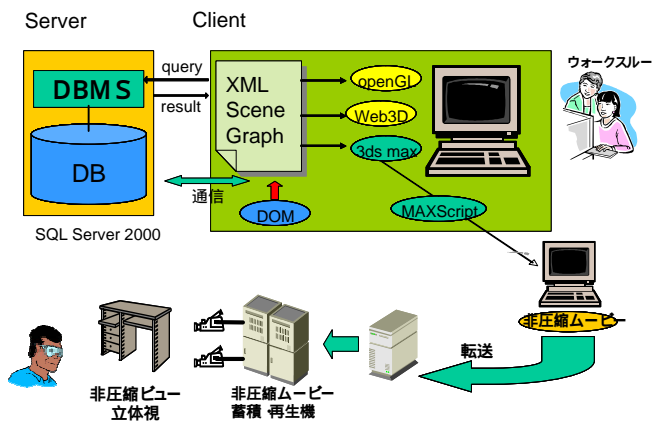 Server
Client
ウォークスルー
query
result
DBMS
DB
XML
Scene
Graph
openGL
Web3D
3ds max
通信
DOM
MAXScript
SQL Server 2000
非圧縮ムービー
転送
非圧縮ビュー
立体視
非圧縮ムービー
蓄積・再生機